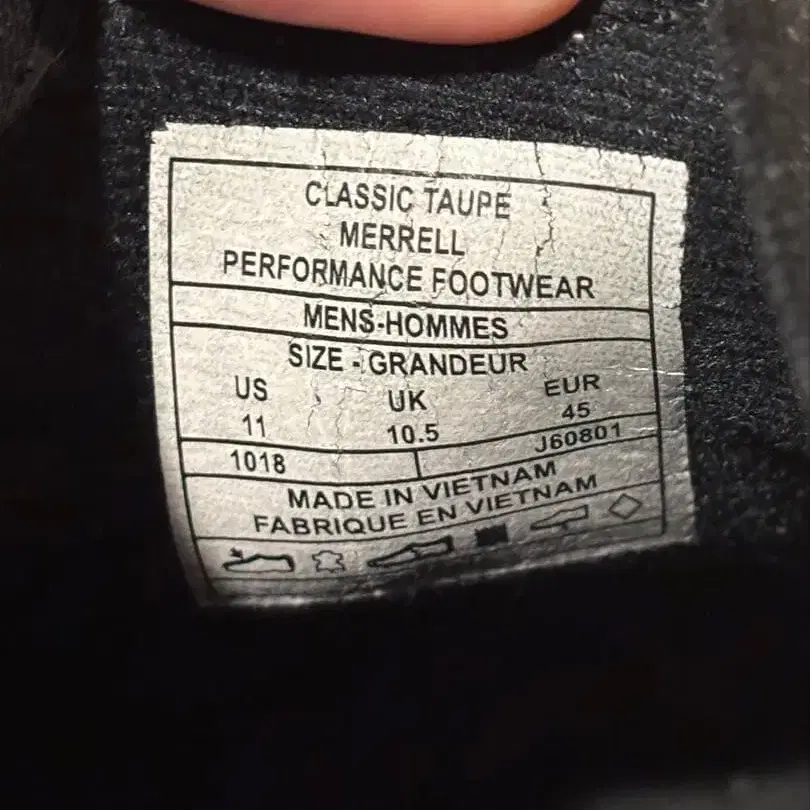 CLASSIC TAUPE
MERRELL
PERFORMANCE FOOTWEAR
MENS-HOMMES
SIZE - GRANDEUR
US UK EUR
11 10.5 45
1018 J60801
MADE IN VIETNAM
FABRIQUE EN VIETNAM